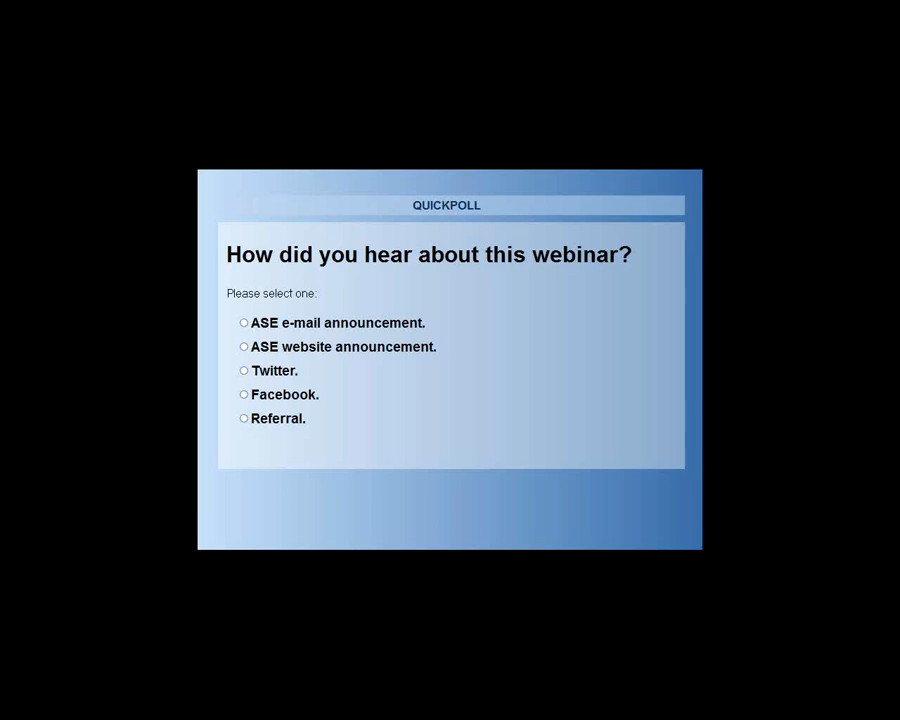 QUICKPOLL
How did you hear about this webinar?
Please select one:
ASE e-mail announcement.
ASE website announcement.
Twitter.
Facebook.
Referral.